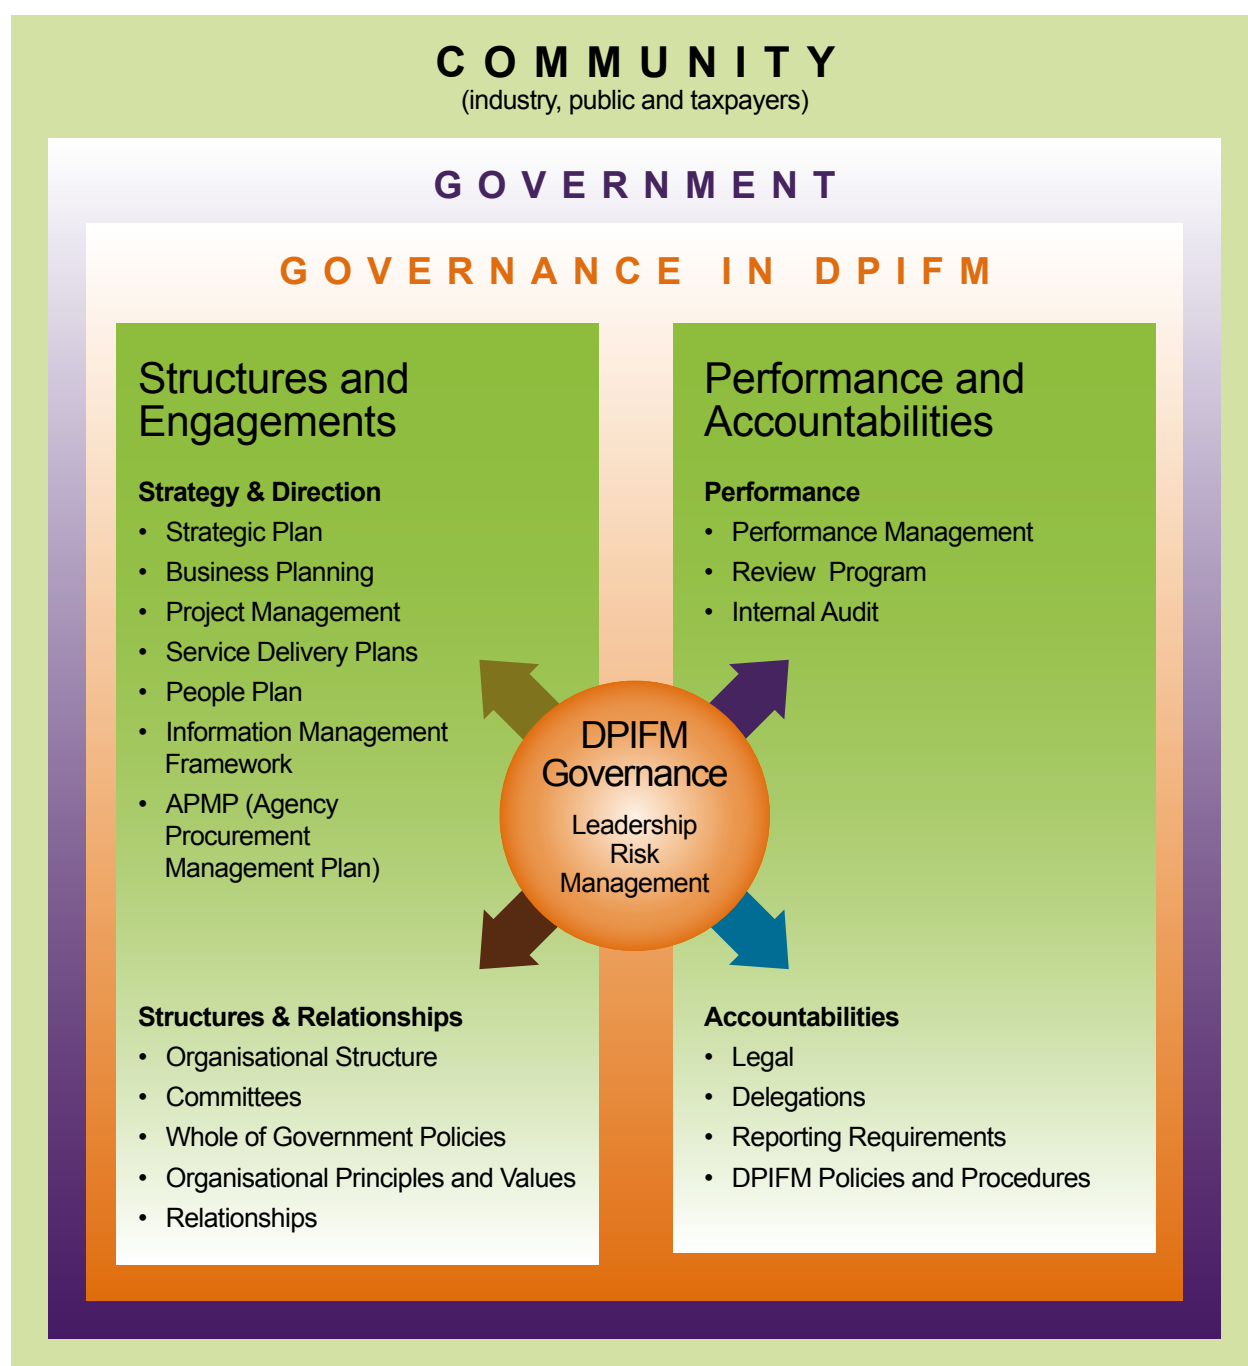 COMMUNITY
(industry, public and taxpayers)
GOVERNMENT
GOVERNANCE IN DPIFM
Structures and
Engagements
Strategy & Direction
• Strategic Plan
• Business Planning
• Project Management
• Service Delivery Plans
• People Plan
• Information Management
Framework
• APMP (Agency
Procurement
Management Plan)
Structures & Relationships
• Organisational Structure
• Committees
• Whole of Government Policies
• Organisational Principles and Values
• Relationships
DPIFM
Governance
Leadership
Risk
Management
Performance and
Accountabilities
Performance
• Performance Management
• Review Program
• Internal Audit
Accountabilities
• Legal
• Delegations
• Reporting Requirements
• DPIFM Policies and Procedures